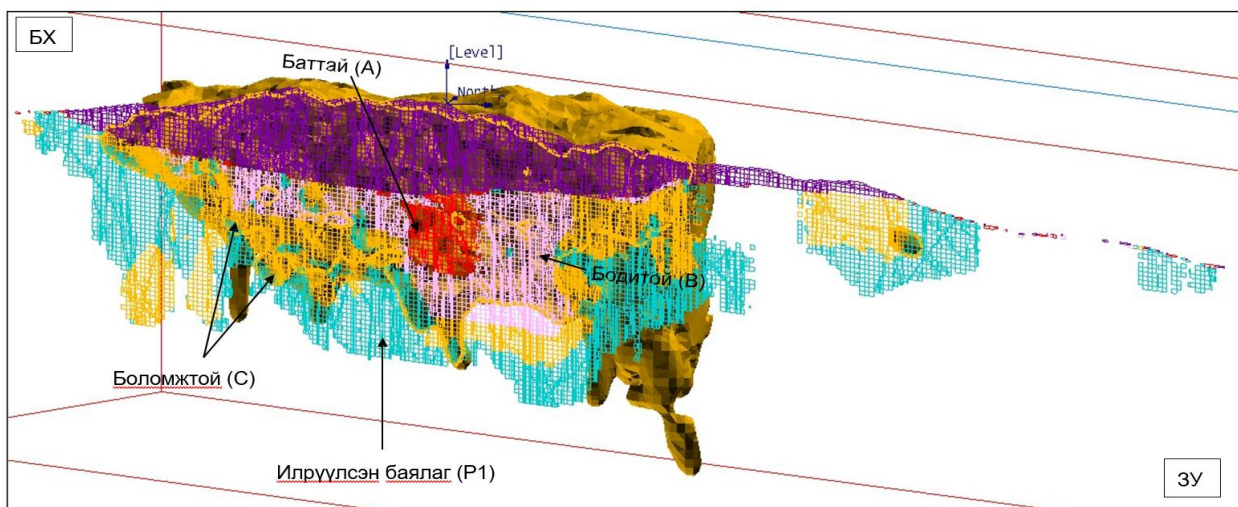 БХ
[Level]
Баттай (A)
North
Бодитой (B)
Боломжтой (C)
Илрүүлсэн баялаг (P1)
ЗУ